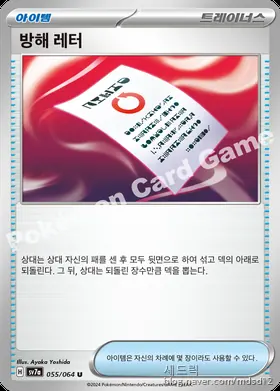 아이템
트레이너스
방해 레터
Pokémon Card Game
상대는 상대 자신의 패를 센 후 모두 뒷면으로 하여 섞고 덱의 아래로
되돌린다. 그 뒤, 상대는 되돌린 장수만큼 덱을 뽑는다.
Illus. Ayaka Yoshida
H sv7a 055/064 U
아이템은 자신의 차례에 몇 장이라도 사용할 수 있다.
세드릭
©2024 Pokémon/Nintendo/Creatures/GAME FREAK